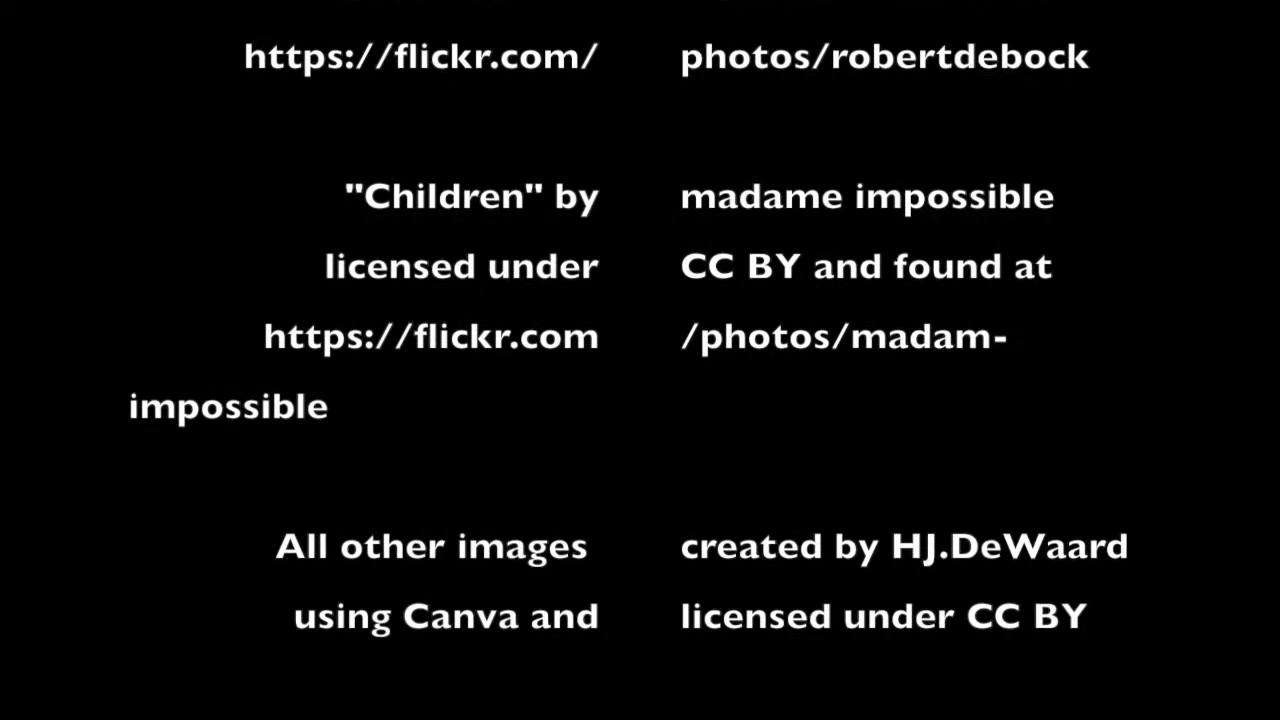 https://flickr.com/ photos/robertdebock
"Children" by madame impossible
licensed under CC BY and found at
https://flickr.com /photos/madam-
impossible
All other images created by HJ.DeWaard
using Canva and licensed under CC BY